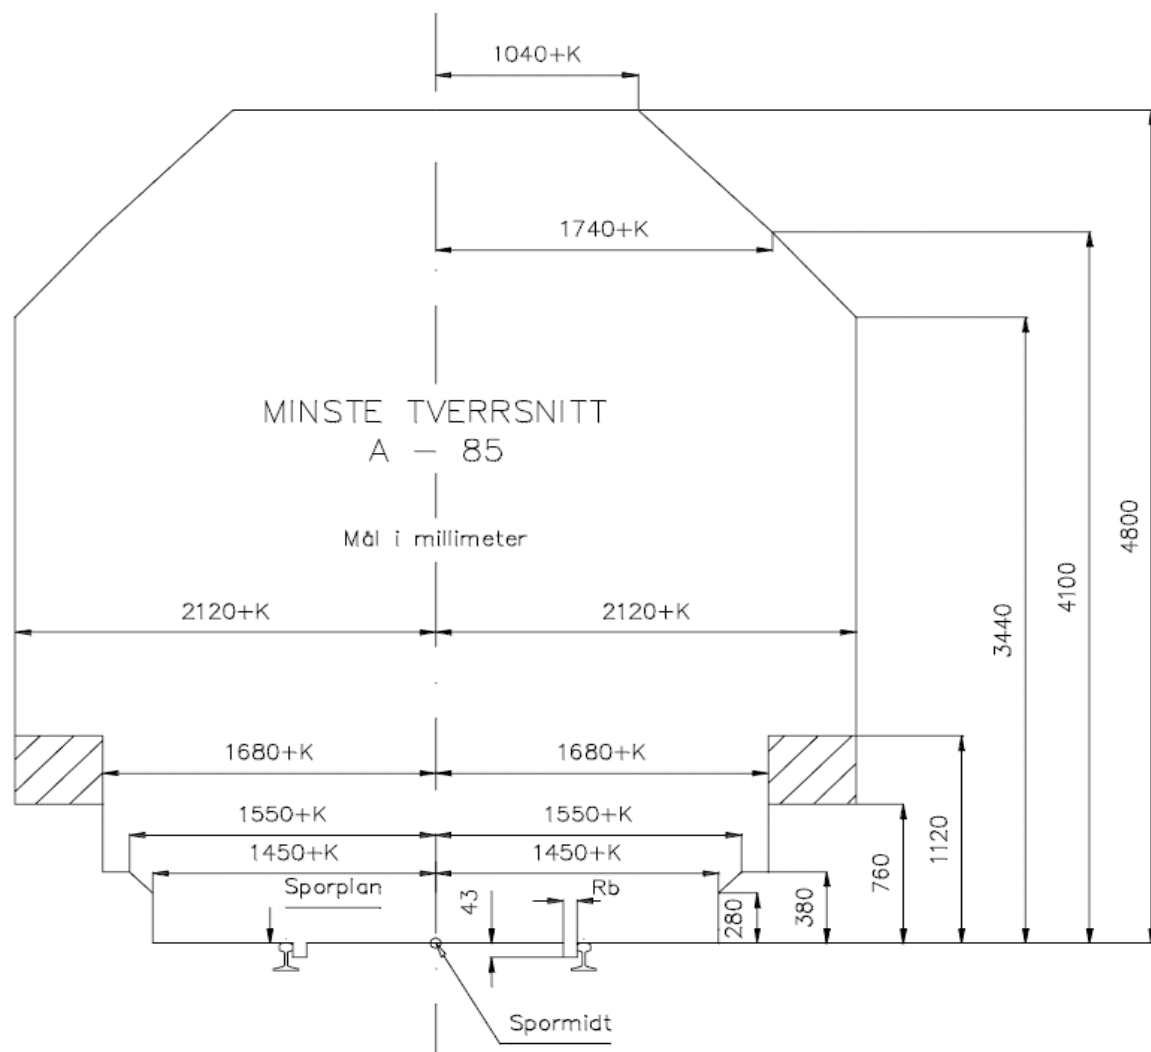 1040+K
1740+K
MINSTE TVERRSNITT
A – 85
Mål i millimeter
4800
4100
3440
2120+K 2120+K
1680+K 1680+K
1120
1550+K 1550+K
760
1450+K 1450+K
Sporplan 43 Rb
280 380
Spormidt